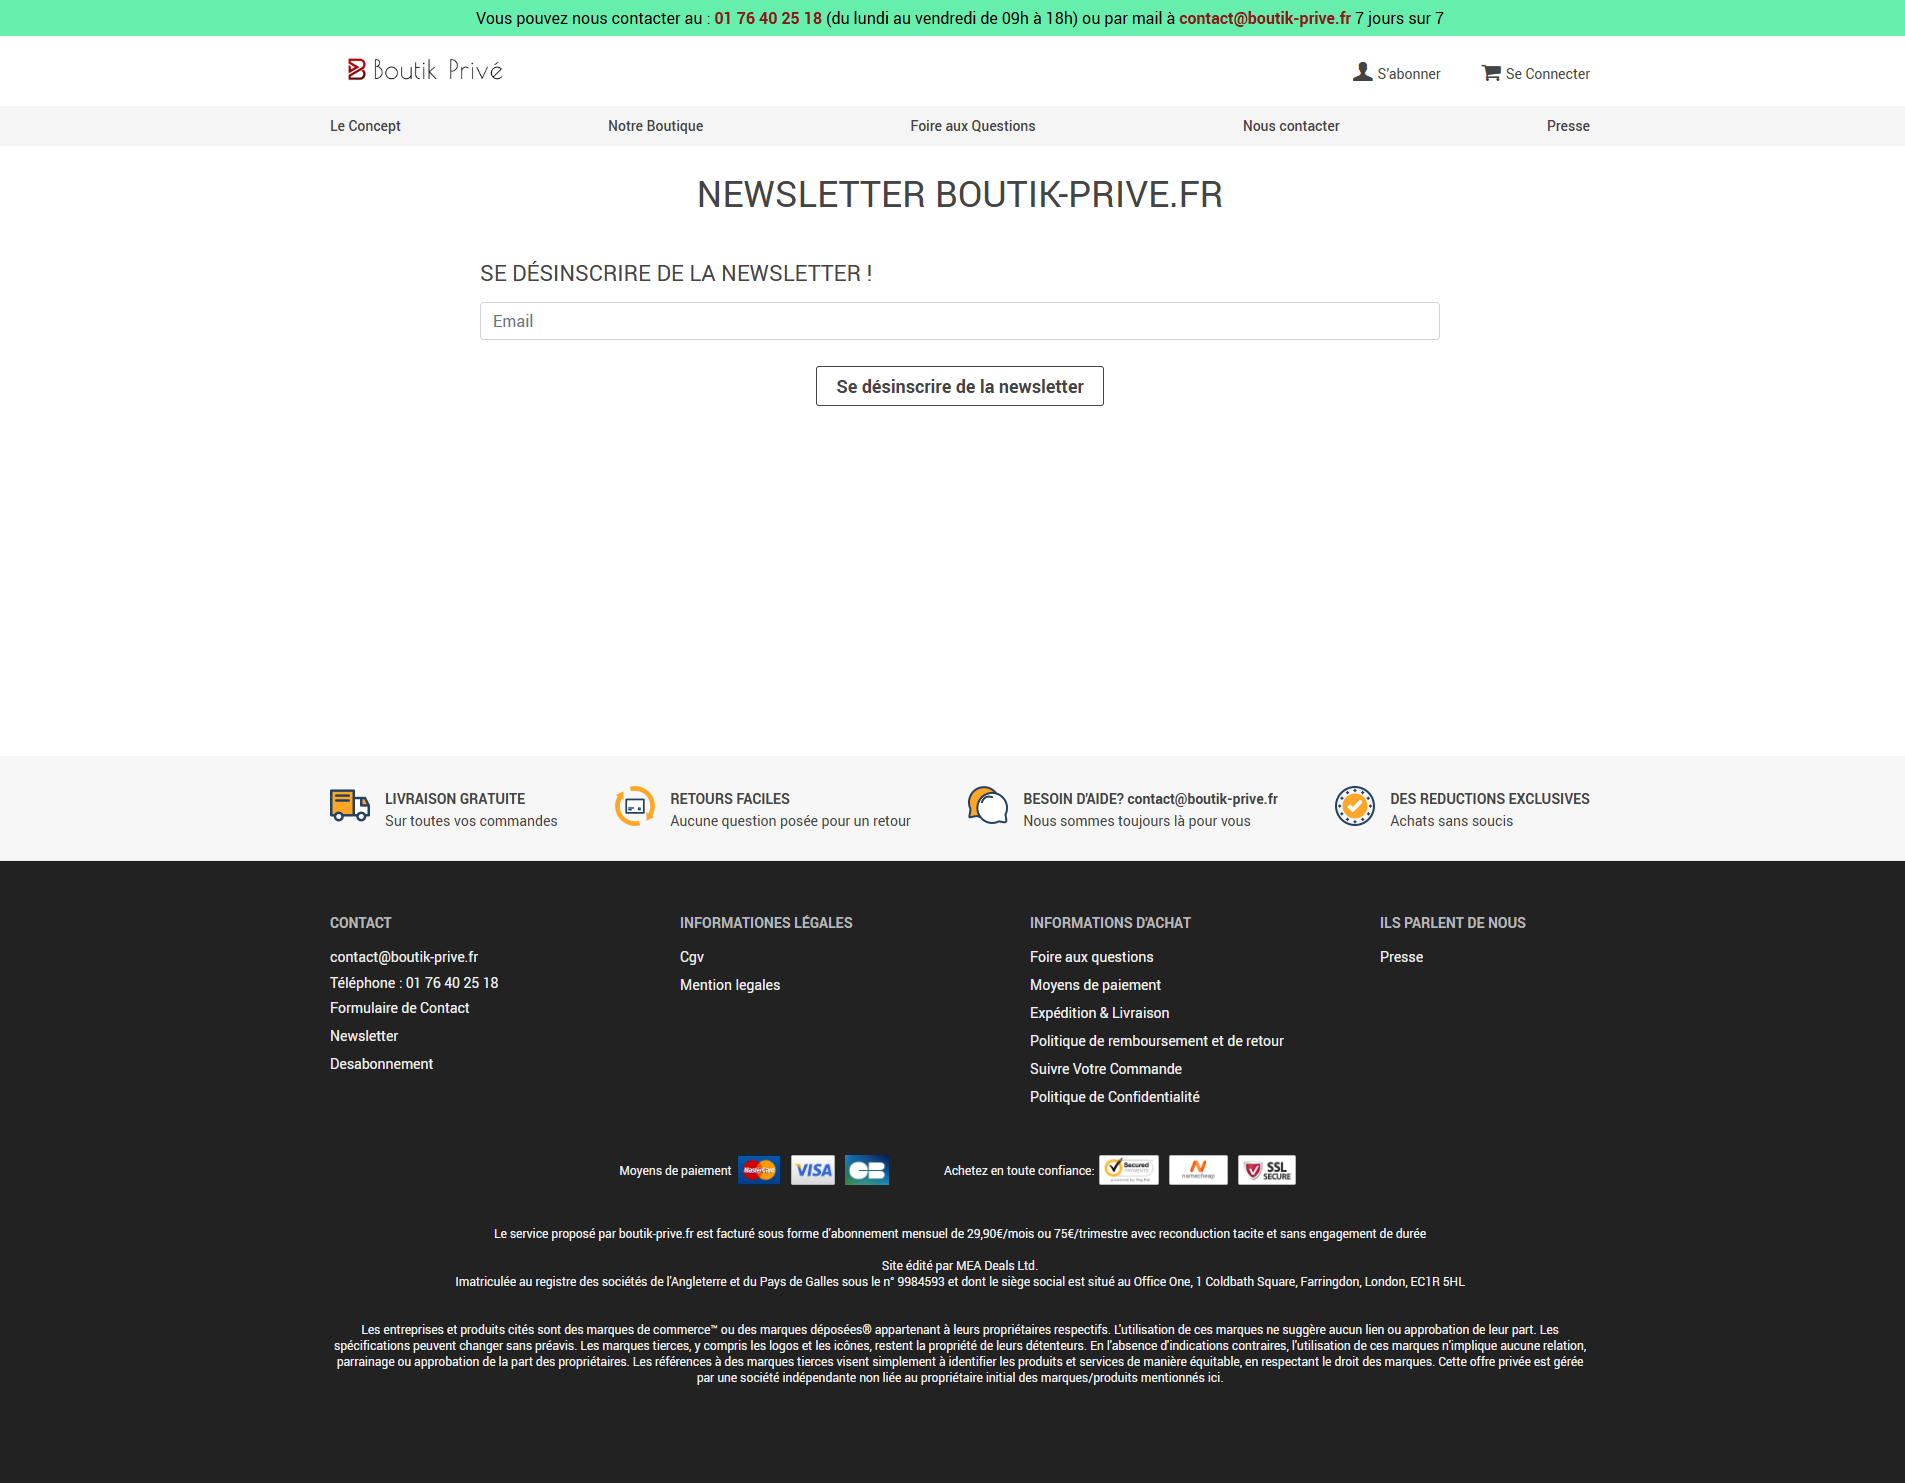 Vous pouvez nous contacter au : 01 76 40 25 18 (du lundi au vendredi de 09h à 18h) ou par mail à contact@boutik-prive.fr 7 jours sur 7
Boutik Privé
S'abonner
Se Connecter
Le Concept
Notre Boutique
Foire aux Questions
Nous contacter
Presse
NEWSLETTER BOUTIK-PRIVE.FR
SE DÉSINSCRIRE DE LA NEWSLETTER !
Email
Se désinscrire de la newsletter
LIVRAISON GRATUITE
Sur toutes vos commandes
RETOURS FACILES
Aucune question posée pour un retour
BESOIN D'AIDE? contact@boutik-prive.fr
Nous sommes toujours là pour vous
DES REDUCTIONS EXCLUSIVES
Achats sans soucis
CONTACT
contact@boutik-prive.fr
Téléphone : 01 76 40 25 18
Formulaire de Contact
Newsletter
Desabonnement
INFORMATIONES LÉGALES
Cgv
Mention legales
INFORMATIONS D'ACHAT
Foire aux questions
Moyens de paiement
Expédition & Livraison
Politique de remboursement et de retour
Suivre Votre Commande
Politique de Confidentialité
ILS PARLENT DE NOUS
Presse
Moyens de paiement
MasterCard
VISA
CB
Achetez en toute confiance:
Secured
PAYMENTS
powered by PayPal
namecheap
SSL
SECURE
Le service proposé par boutik-prive.fr est facturé sous forme d'abonnement mensuel de 29,90€/mois ou 75€/trimestre avec reconduction tacite et sans engagement de durée
Site édité par MEA Deals Ltd.
Imatriculée au registre des sociétés de l'Angleterre et du Pays de Galles sous le n° 9984593 et dont le siège social est situé au Office One, 1 Coldbath Square, Farringdon, London, EC1R 5HL
Les entreprises et produits cités sont des marques de commerce™ ou des marques déposées® appartenant à leurs propriétaires respectifs. L'utilisation de ces marques ne suggère aucun lien ou approbation de leur part. Les
spécifications peuvent changer sans préavis. Les marques tierces, y compris les logos et les icônes, restent la propriété de leurs détenteurs. En l'absence d'indications contraires, l'utilisation de ces marques n'implique aucune relation,
parrainage ou approbation de la part des propriétaires. Les références à des marques tierces visent simplement à identifier les produits et services de manière équitable, en respectant le droit des marques. Cette offre privée est gérée
par une société indépendante non liée au propriétaire initial des marques/produits mentionnés ici.